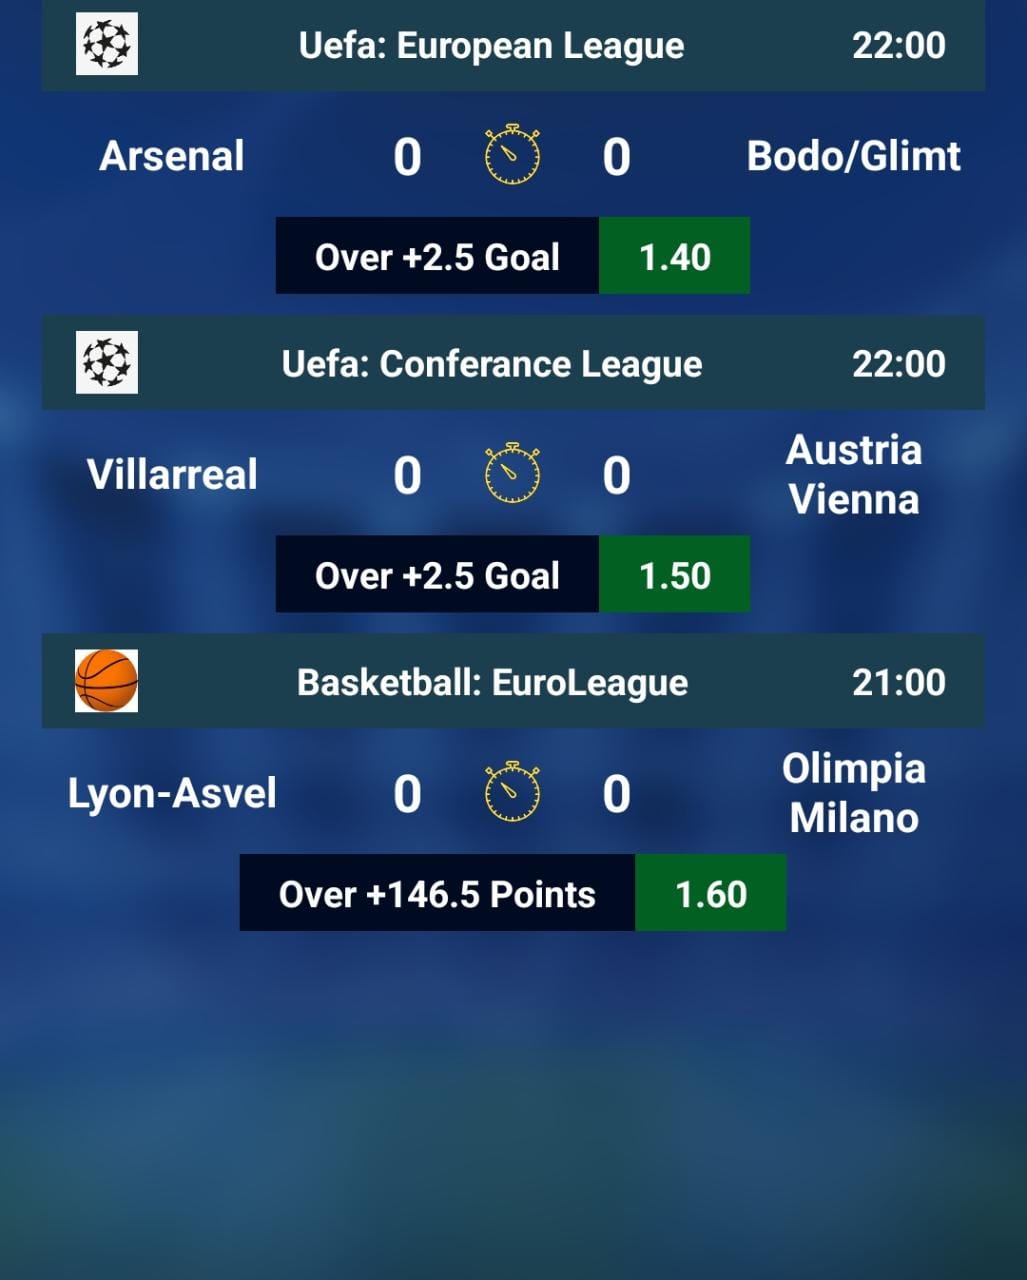 Uefa: European League 22:00
Arsenal 0 0 Bodo/Glimt
Over +2.5 Goal 1.40
Uefa: Conferance League 22:00
Villarreal 0 0 Austria
Vienna
Over +2.5 Goal 1.50
Basketball: EuroLeague 21:00
Lyon-Asvel 0 0 Olimpia
Milano
Over +146.5 Points 1.60